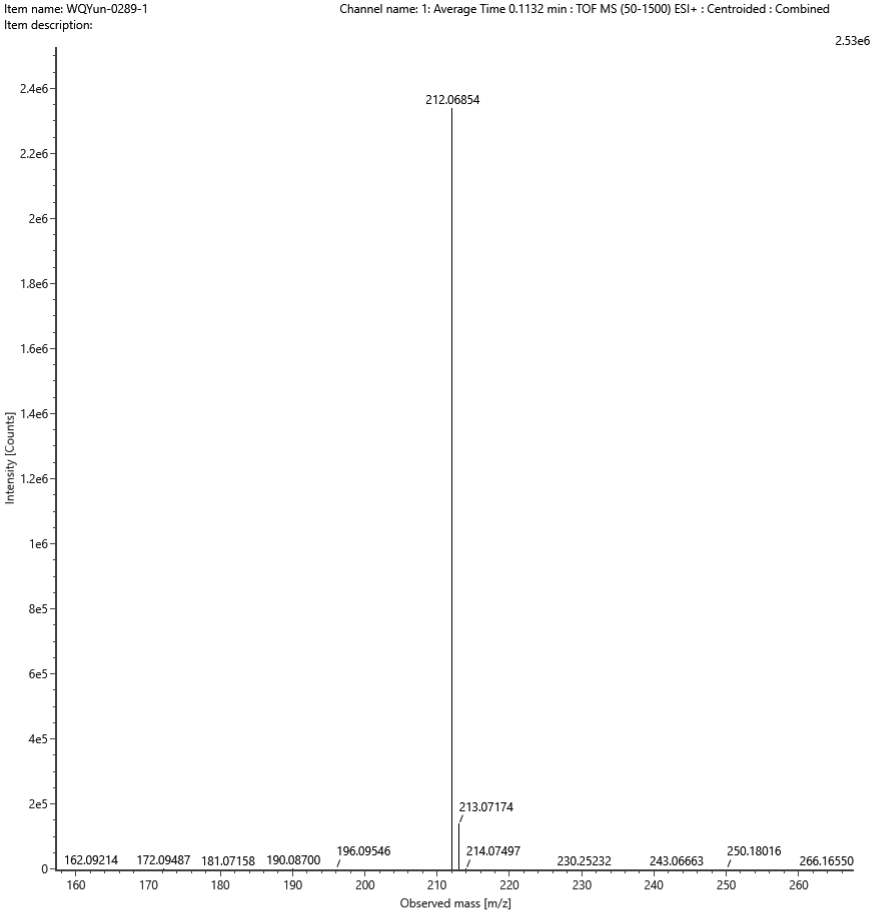 Item name: WQYun-0289-1
Channel name: 1: Average Time 0.1132 min : TOF MS (50-1500) ESI+ : Centroided : Combined
Item description:
2.53e6
2.4e6
212.06854
2.2e6
2e6
1.8e6
1.6e6
1.4e6
Intensity [Counts]
1.2e6
1e6
8e5
6e5
4e5
2e5
213.07174
162.09214 172.09487 181.07158 190.08700 196.09546 214.07497 230.25232 243.06663 250.18016 266.16550
0
160 170 180 190 200 210 220 230 240 250 260
Observed mass [m/z]